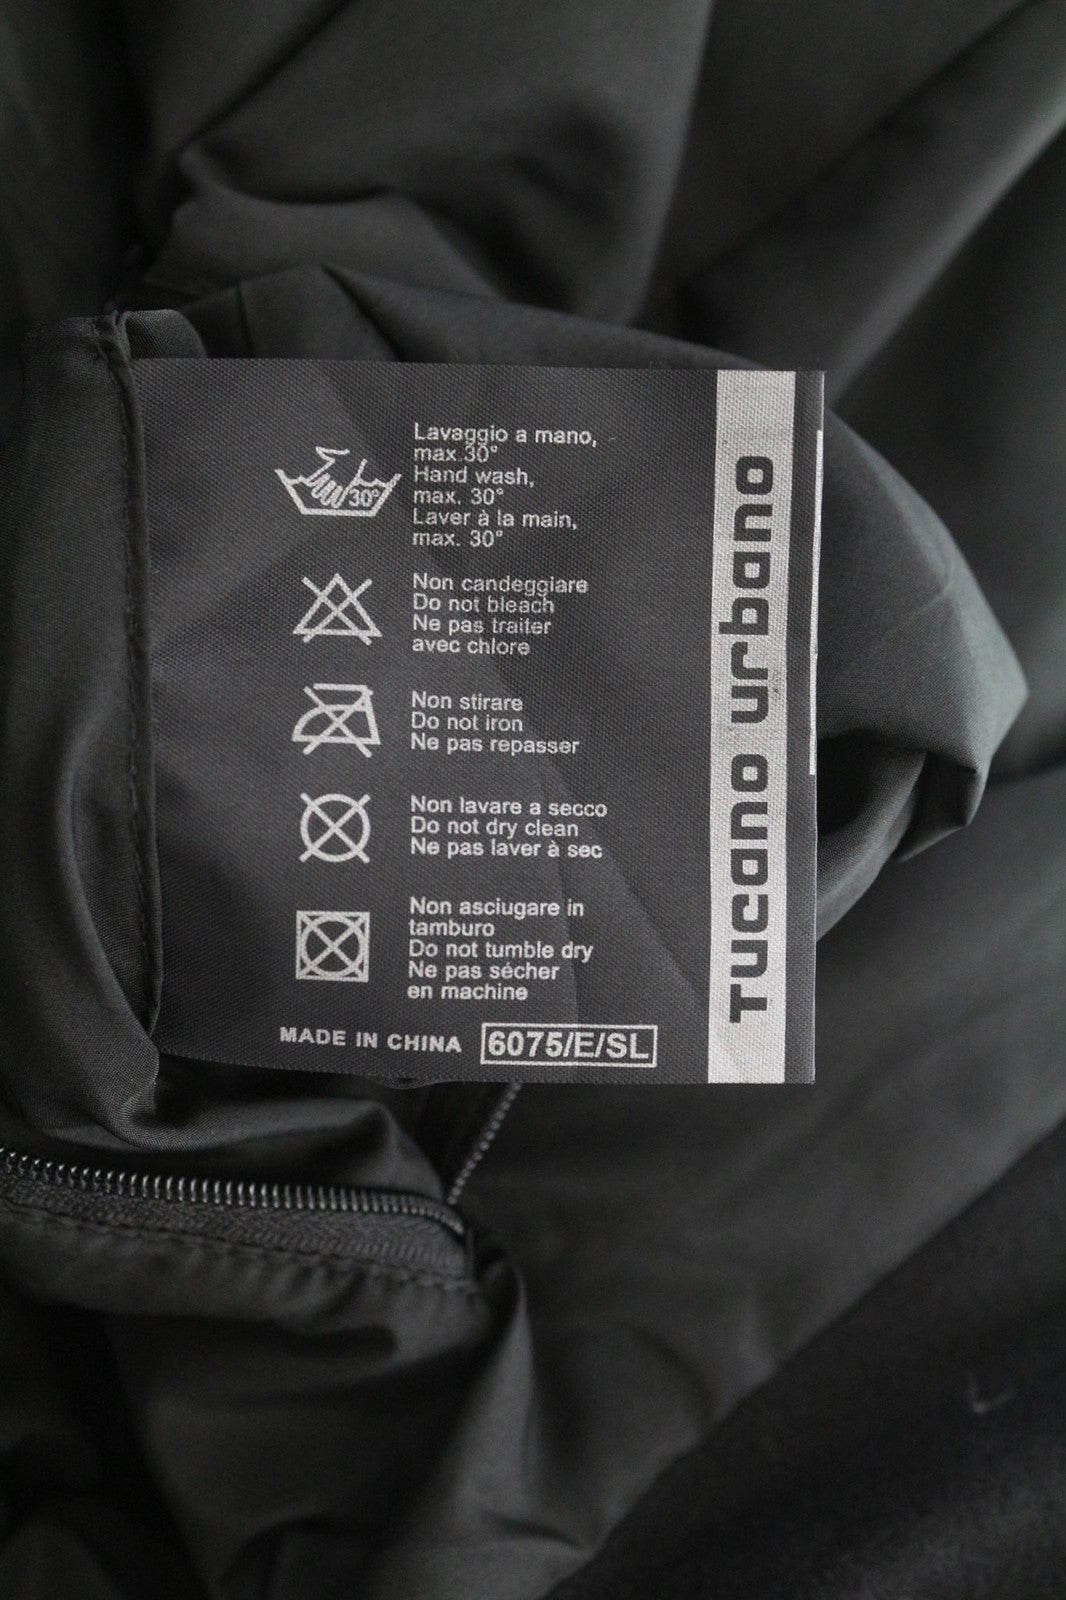 Lavaggio a mano,
max.30°
Hand wash,
max. 30°
Laver à la main,
max. 30°
30°
Non candeggiare
Do not bleach
Ne pas traiter
avec chlore
Non stirare
Do not iron
Ne pas repasser
Non lavare a secco
Do not dry clean
Ne pas laver à sec
Non asciugare in
tamburo
Do not tumble dry
Ne pas sécher
en machine
MADE IN CHINA 6075/E/SL
Tucano urbano